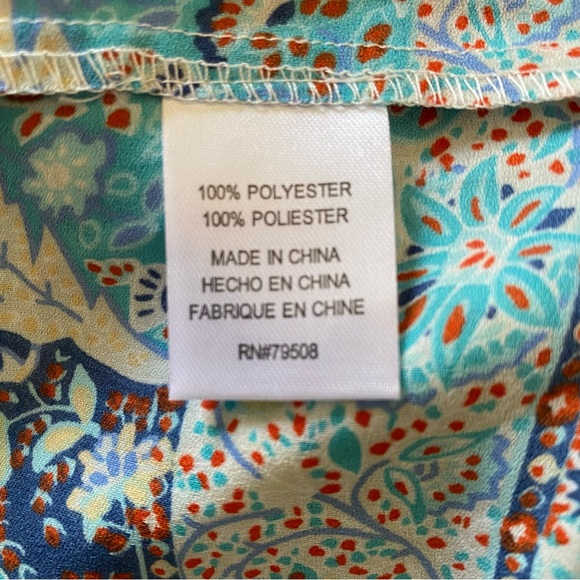 100% POLYESTER
100% POLIESTER
MADE IN CHINA
HECHO EN CHINA
FABRIQUE EN CHINE
RN#79508